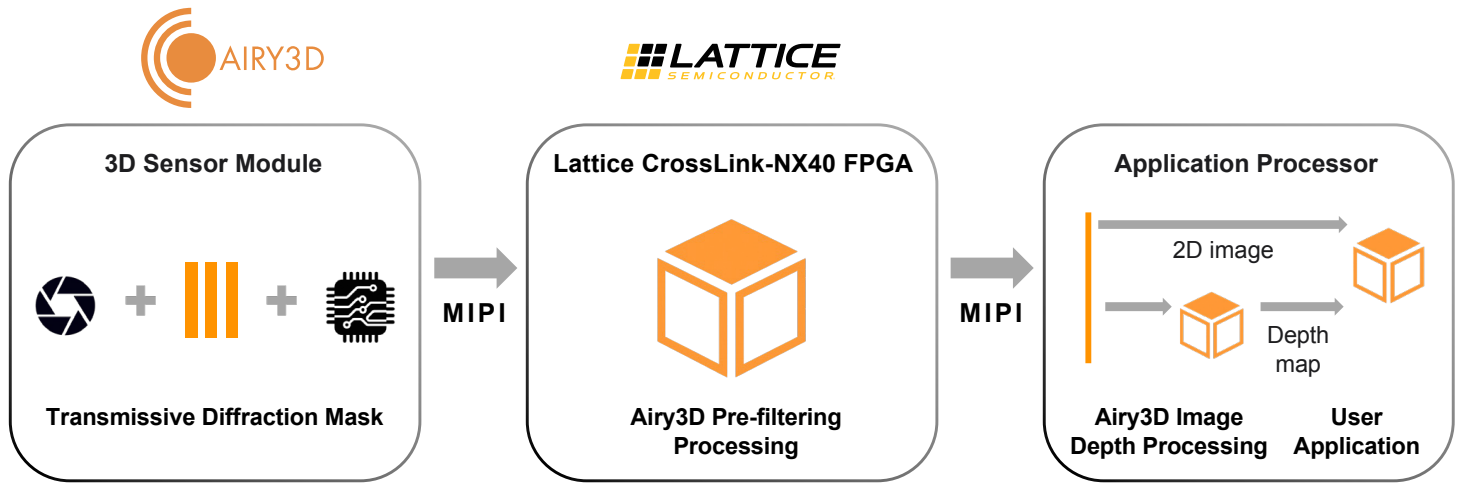 AIRY3D
LATTICE
SEMICONDUCTOR
3D Sensor Module
Transmissive Diffraction Mask
MIPI
Lattice CrossLink-NX40 FPGA
Airy3D Pre-filtering
Processing
MIPI
Application Processor
2D image
Depth
map
Airy3D Image
Depth Processing
User
Application